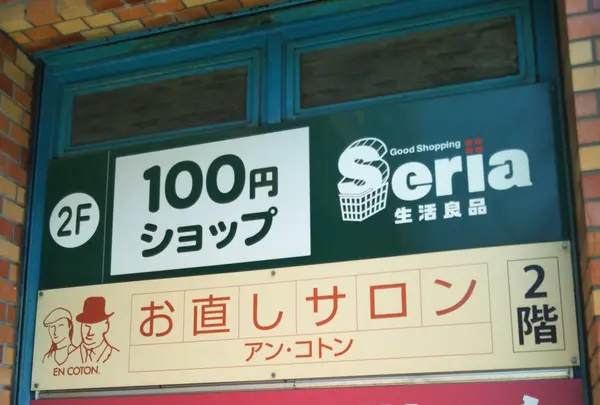 2F
100円
ショップ
Good Shopping
Seria
生活良品
EN COTON.
お直しサロン
アン・コトン
2
階